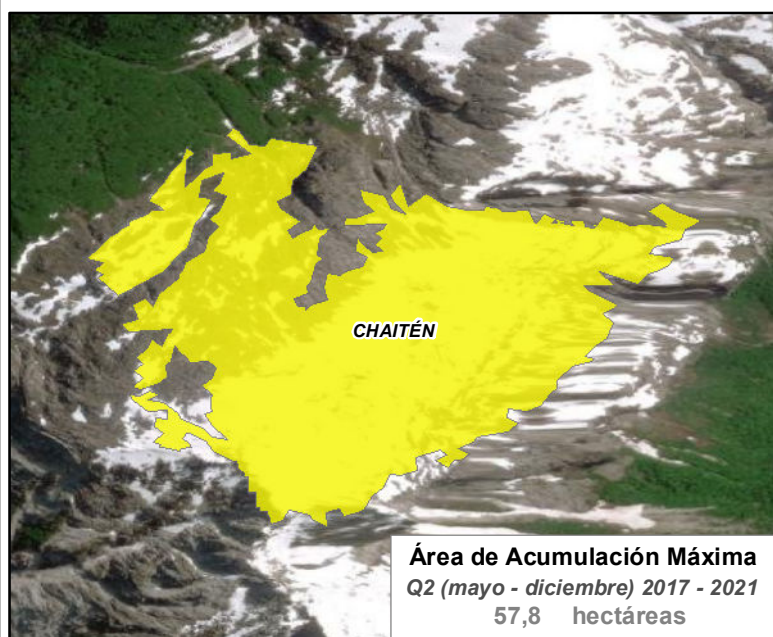 CHAITÉN
Área de Acumulación Máxima
Q2 (mayo - diciembre) 2017 - 2021
57,8 hectáreas